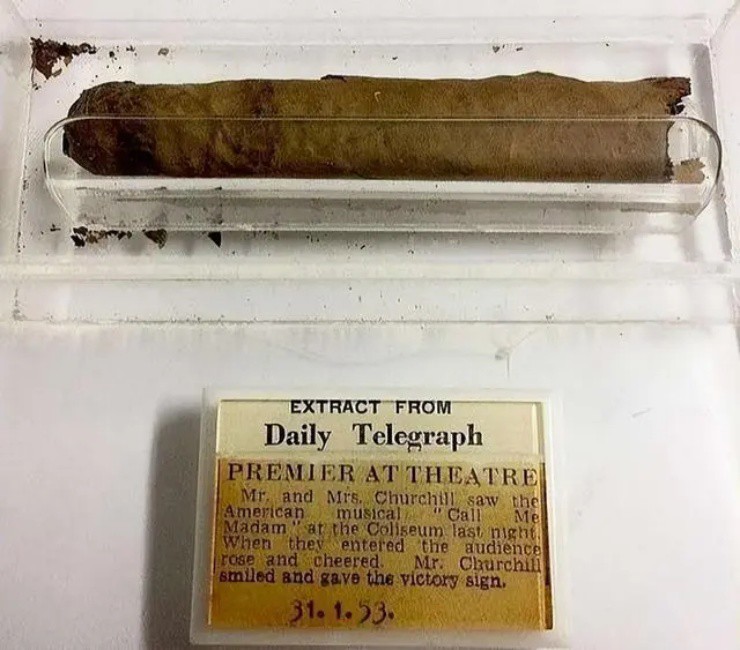 EXTRACT FROM
Daily Telegraph
PREMIER AT THEATRE
Mr. and Mrs. Churchill saw the
American musical "Call Me
Madam" at the Coliseum last night.
When they entered the audience
rose and cheered. Mr. Churchill
smiled and gave the victory sign.
31. 1. 53.